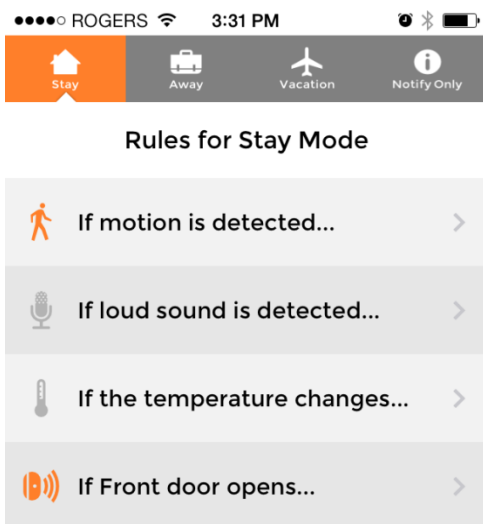 ROGERS 3:31 PM
Stay Away Vacation Notify Only
Rules for Stay Mode
If motion is detected...
If loud sound is detected...
If the temperature changes...
If Front door opens...